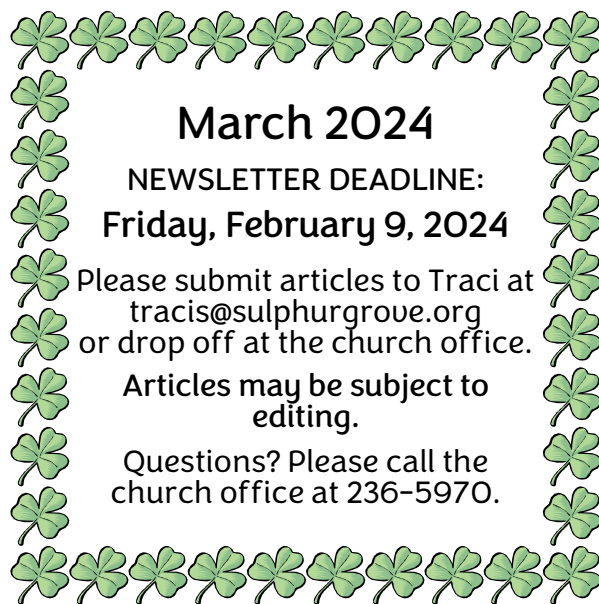 March 2024
NEWSLETTER DEADLINE:
Friday, February 9, 2024
Please submit articles to Traci at
tracis@sulphurgrove.org
or drop off at the church office.
Articles may be subject to
editing.
Questions? Please call the
church office at 236-5970.